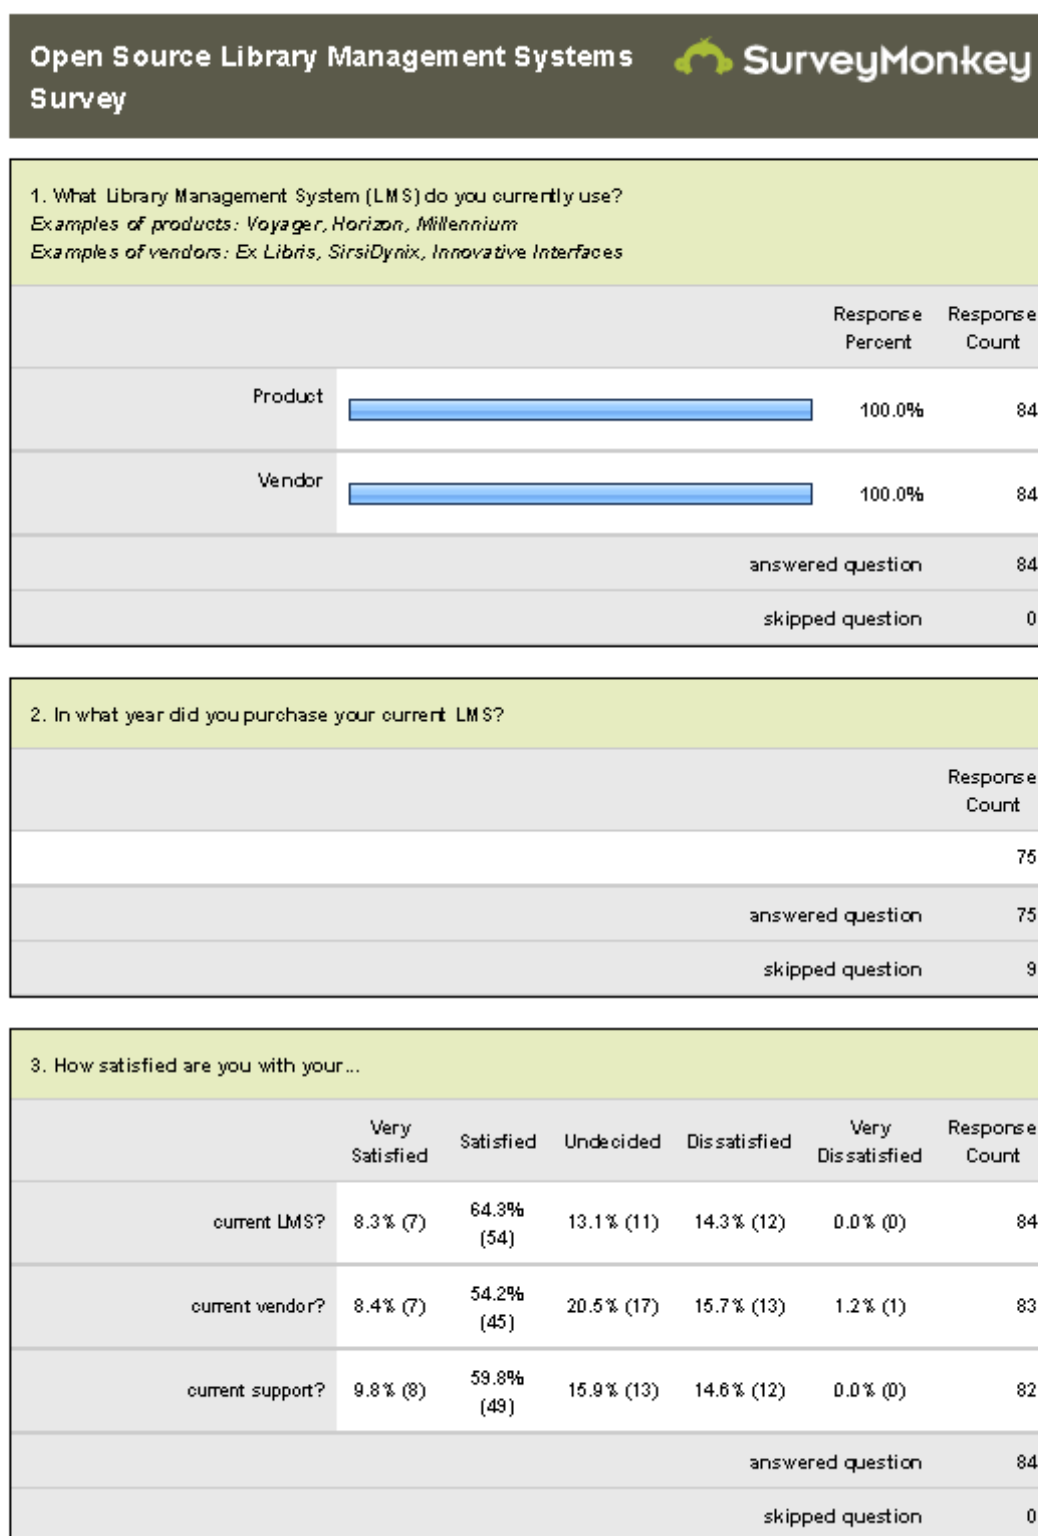 Open Source Library Management Systems
Survey
SurveyMonkey
1. What Library Management System (LMS) do you currently use?
Examples of products: Voyager, Horizon, Millennium
Examples of vendors: Ex Libris, SirsiDynix, Innovative Interfaces
Response Percent Response Count
Product 100.0% 84
Vendor 100.0% 84
answered question 84
skipped question 0
2. In what year did you purchase your current LMS?
Response Count
75
answered question 75
skipped question 9
3. How satisfied are you with your...
Very Satisfied Satisfied Undecided Dissatisfied Very Dissatisfied Response Count
current LMS? 8.3% (7) 64.3% (54) 13.1% (11) 14.3% (12) 0.0% (0) 84
current vendor? 8.4% (7) 54.2% (45) 20.5% (17) 15.7% (13) 1.2% (1) 83
current support? 9.8% (8) 59.8% (49) 15.9% (13) 14.6% (12) 0.0% (0) 82
answered question 84
skipped question 0